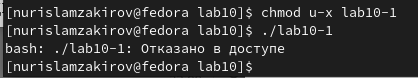 [nurislamzakirov@fedora lab10]$ chmod u-x lab10-1
[nurislamzakirov@fedora lab10]$ ./lab10-1
bash: ./lab10-1: Отказано в доступе
[nurislamzakirov@fedora lab10]$